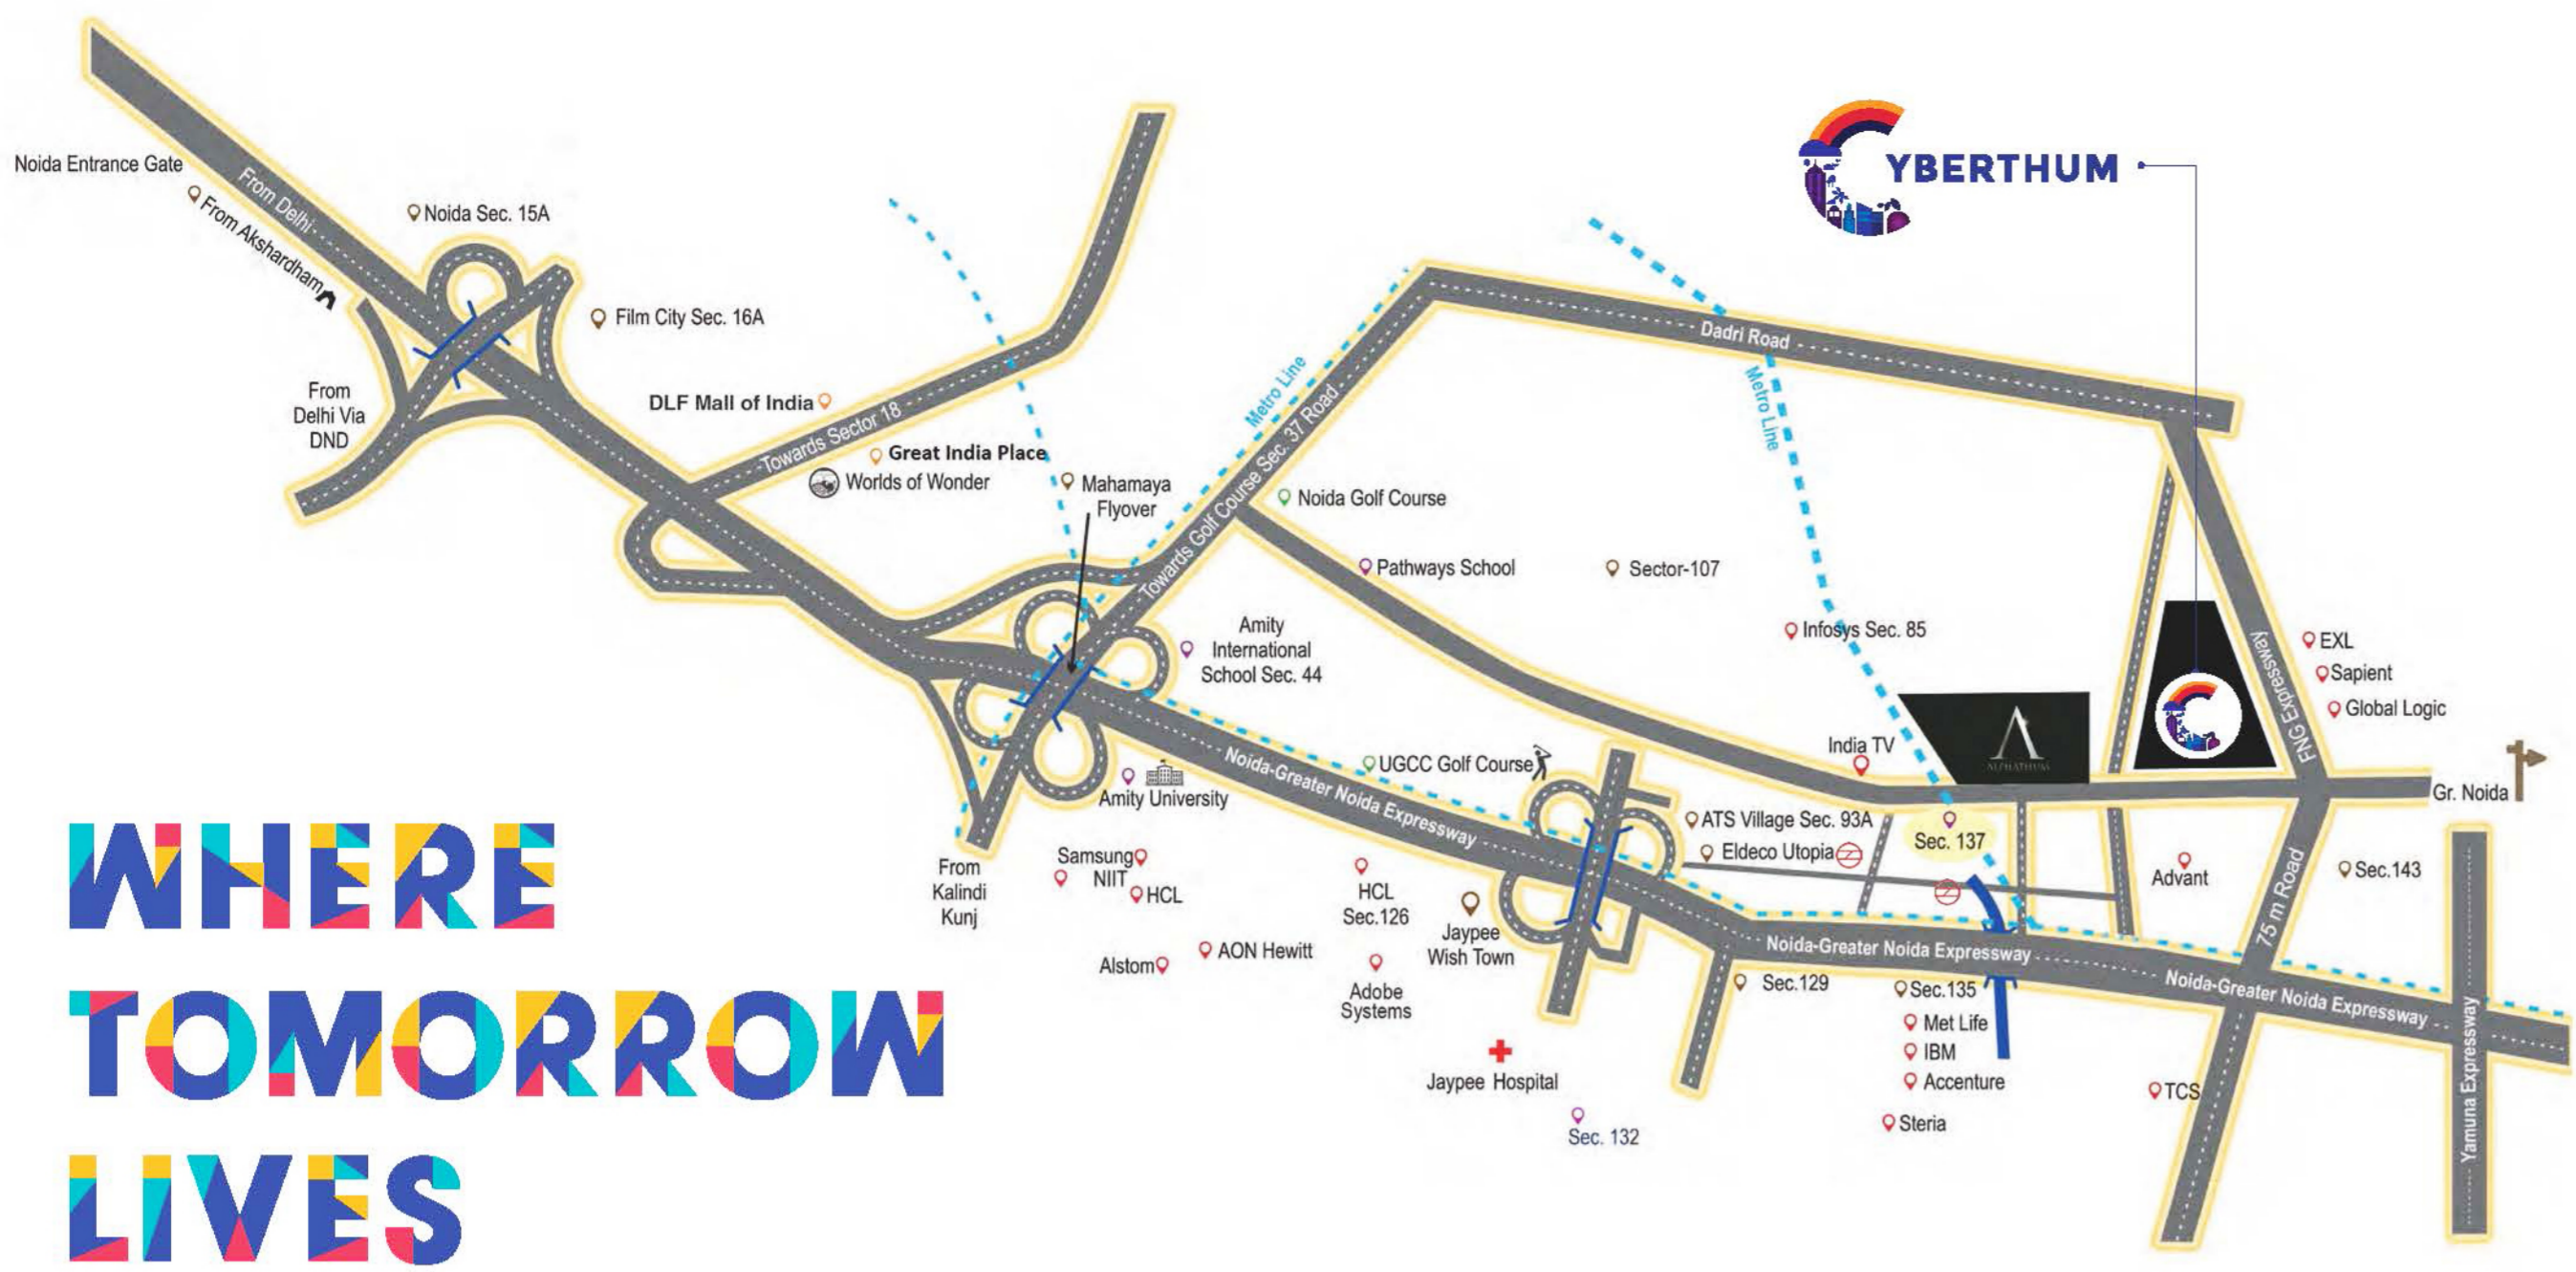 YBERTHUM
Noida Entrance Gate
From Delhi
From Akshardham
Noida Sec. 15A
Film City Sec. 16A
From
Delhi Via
DND
DLF Mall of India
Towards Sector 18
Great India Place
Worlds of Wonder
Mahamaya
Flyover
Metro Line
Towards Golf Course Sec. 37 Road
Dadri Road
Metro Line
Noida Golf Course
Pathways School
Sector-107
Amity
International
School Sec. 44
Infosys Sec. 85
EXL
Sapient
Global Logic
FNG Expressway
India TV
ALPHATHUM
UGCC Golf Course
Noida-Greater Noida Expressway
Amity University
Gr. Noida
ATS Village Sec. 93A
Eldeco Utopia
Sec. 137
Advant
75 m Road
Sec.143
From
Kalindi
Kunj
Samsung
NIIT
HCL
HCL
Sec.126
Jaypee
Wish Town
Alstom
AON Hewitt
Adobe
Systems
Noida-Greater Noida Expressway
Noida-Greater Noida Expressway
Sec.129
Sec.135
Met Life
IBM
Accenture
Steria
TCS
Yamuna Expressway
Jaypee Hospital
Sec. 132
WHERE
TOMORROW
LIVES